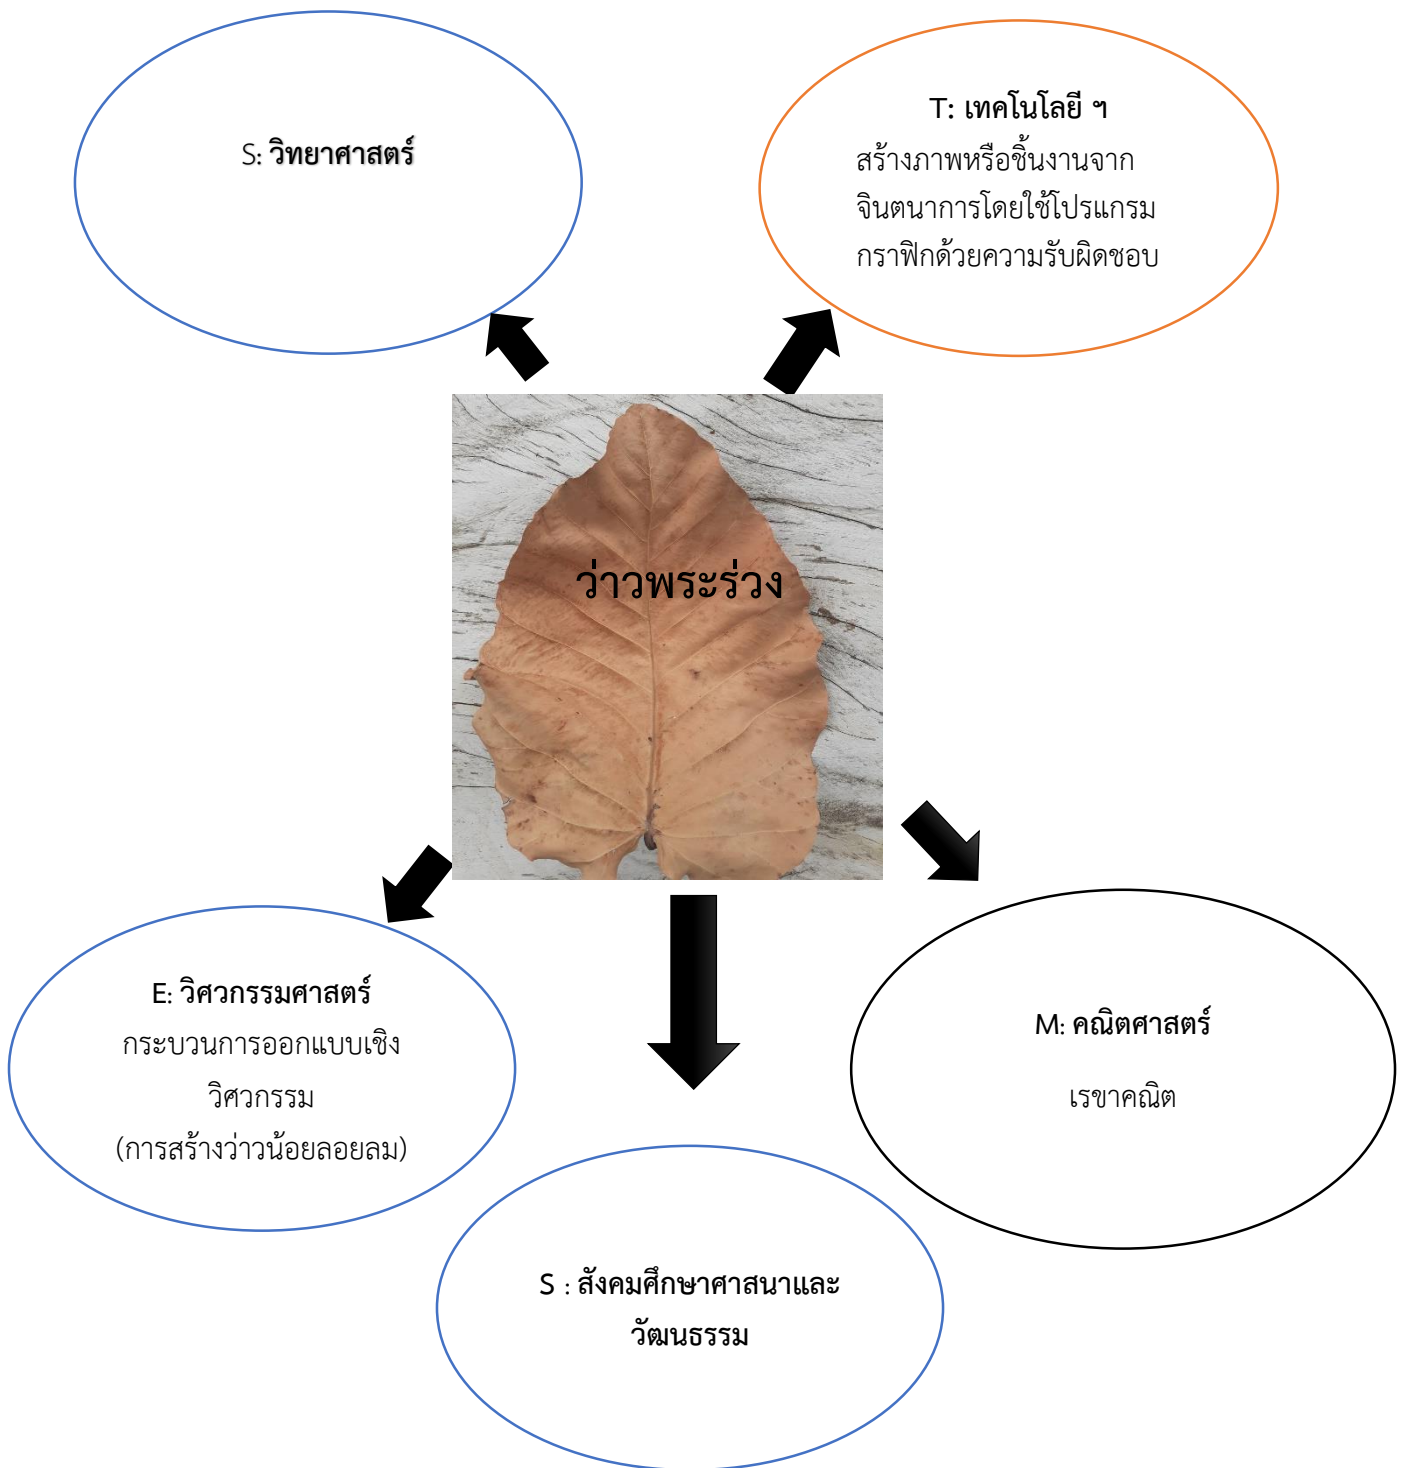 S: วิทยาศาสตร์
T: เทคโนโลยี ฯ
สร้างภาพหรือชิ้นงานจาก
จินตนาการโดยใช้โปรแกรม
กราฟิกด้วยความรับผิดชอบ
ว่าวพระร่วง
E: วิศวกรรมศาสตร์
กระบวนการออกแบบเชิง
วิศวกรรม
(การสร้างว่าวน้อยลอยลม)
M: คณิตศาสตร์
เรขาคณิต
S : สังคมศึกษาศาสนาและ
วัฒนธรรม